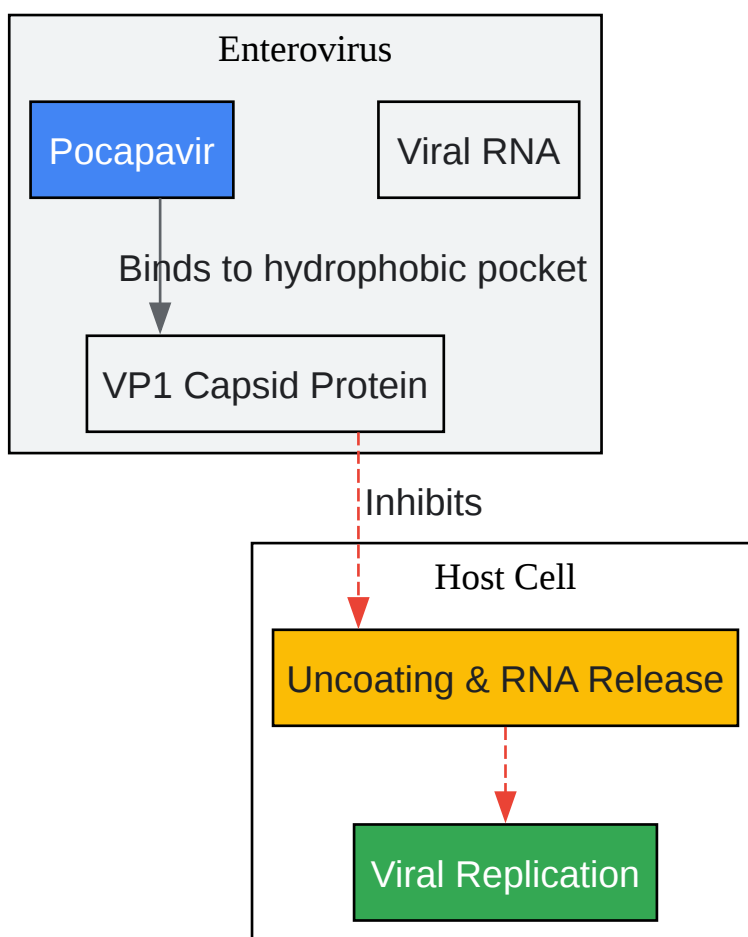 Enterovirus
Pocapavir
Viral RNA
Binds to hydrophobic pocket
VP1 Capsid Protein
Inhibits
Host Cell
Uncoating & RNA Release
Viral Replication